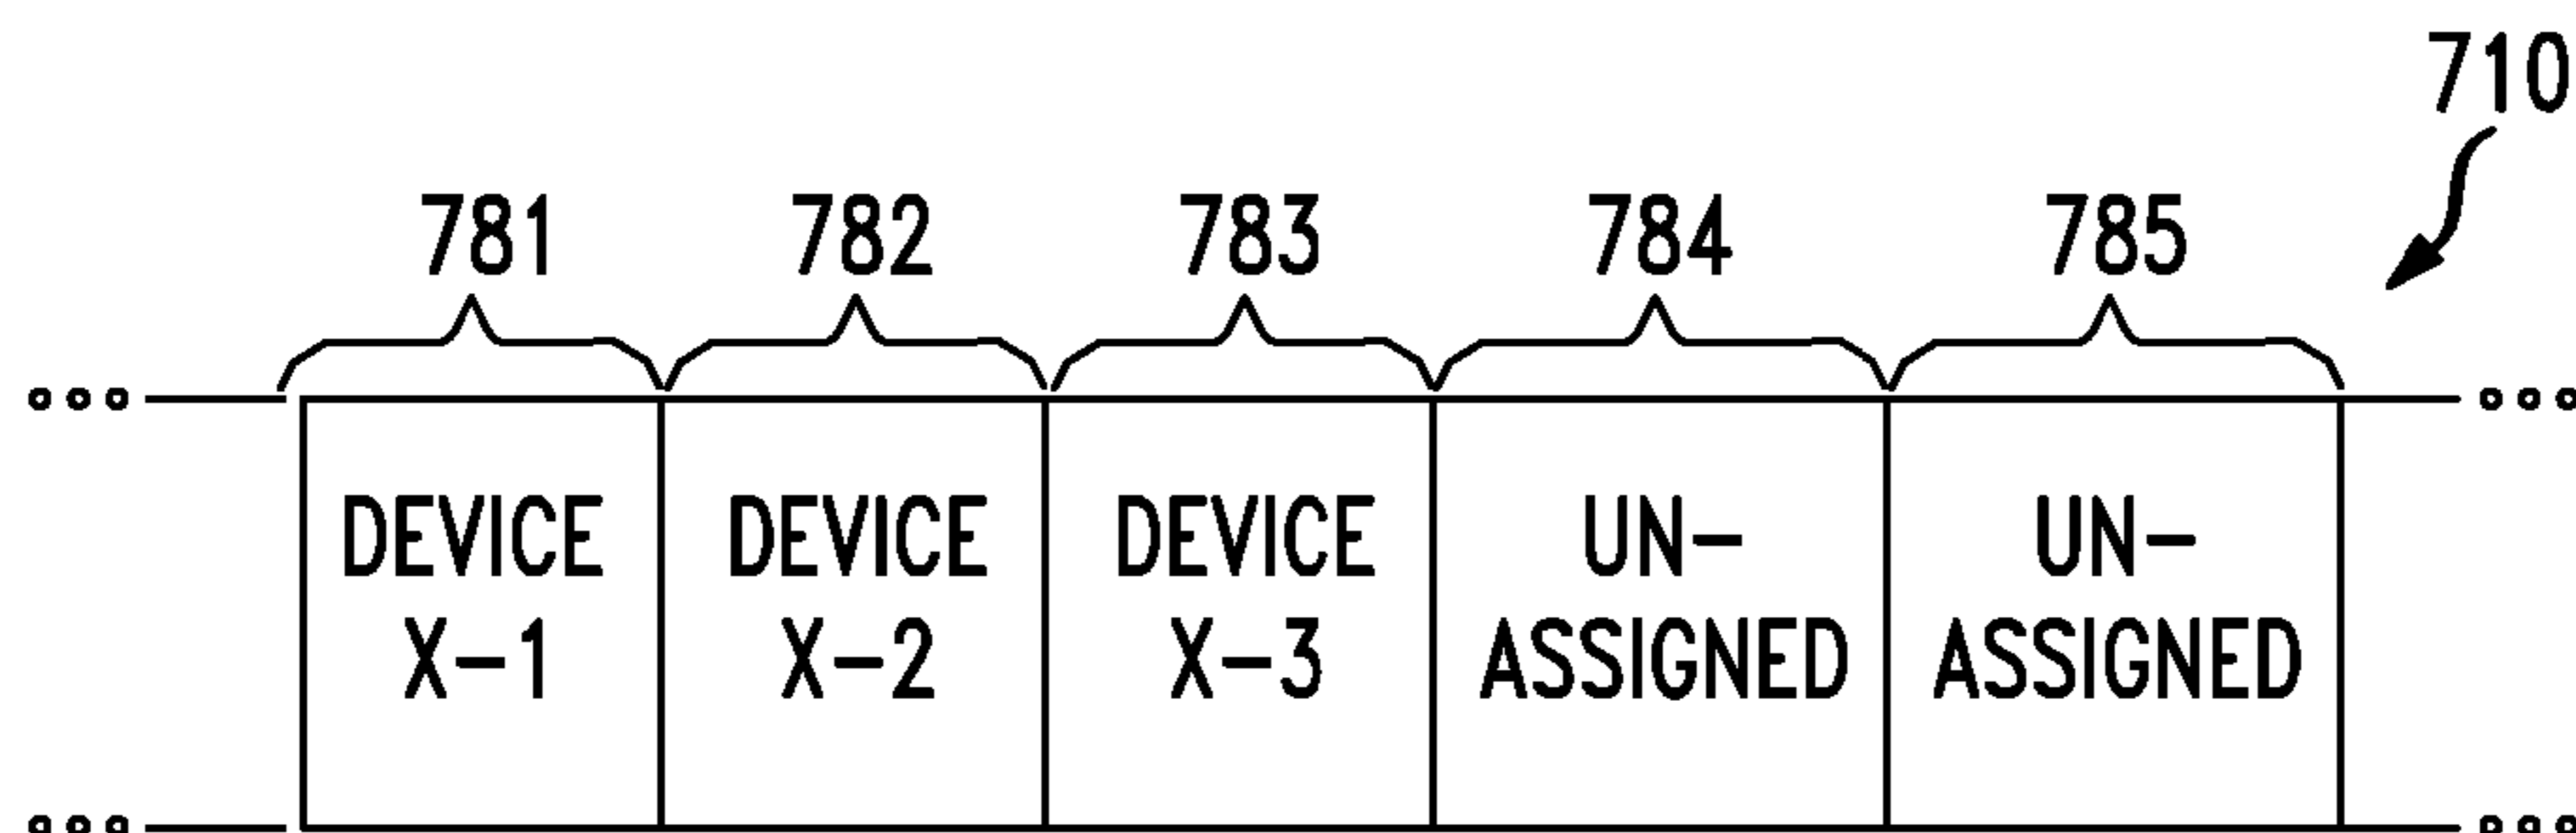 710
781 782 783 784 785
DEVICE DEVICE DEVICE UN- UN-
X-1 X-2 X-3 ASSIGNED ASSIGNED